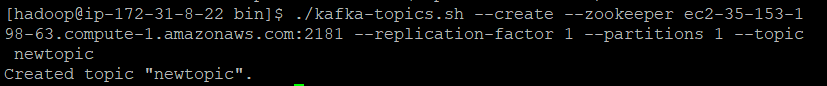 [hadoop@ip-172-31-8-22 bin]$ ./kafka-topics.sh --create --zookeeper ec2-35-153-1
98-63.compute-1.amazonaws.com:2181 --replication-factor 1 --partitions 1 --topic
 newtopic
Created topic "newtopic".